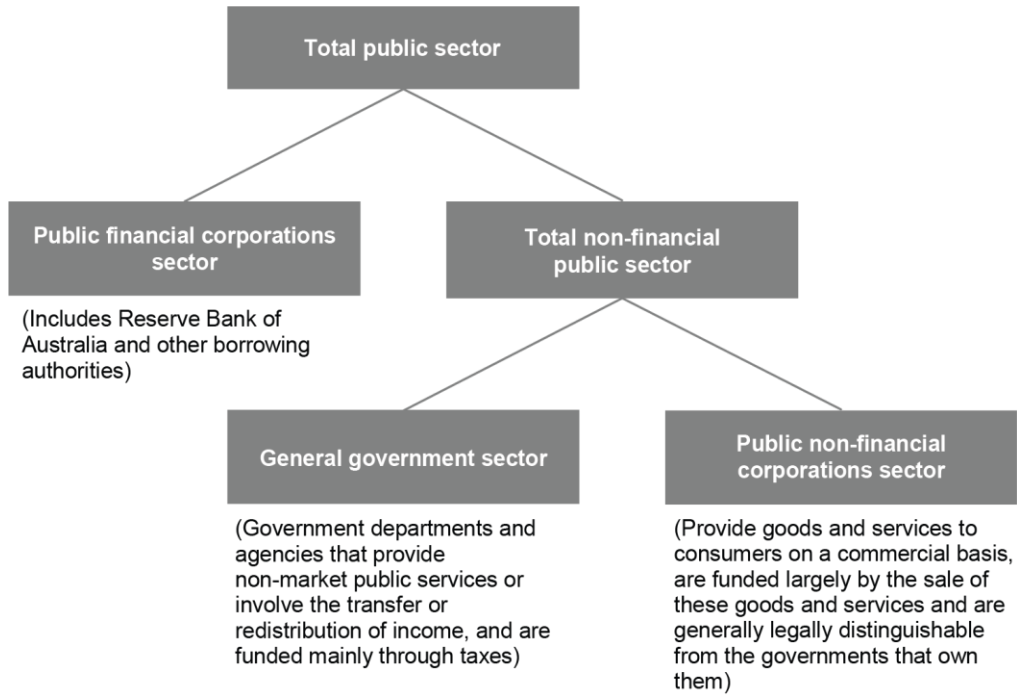 Total public sector
Public financial corporations
sector
Total non-financial
public sector
(Includes Reserve Bank of
Australia and other borrowing
authorities)
General government sector
Public non-financial
corporations sector
(Government departments and
agencies that provide
non-market public services or
involve the transfer or
redistribution of income, and are
funded mainly through taxes)
(Provide goods and services to
consumers on a commercial basis,
are funded largely by the sale of
these goods and services and are
generally legally distinguishable
from the governments that own
them)